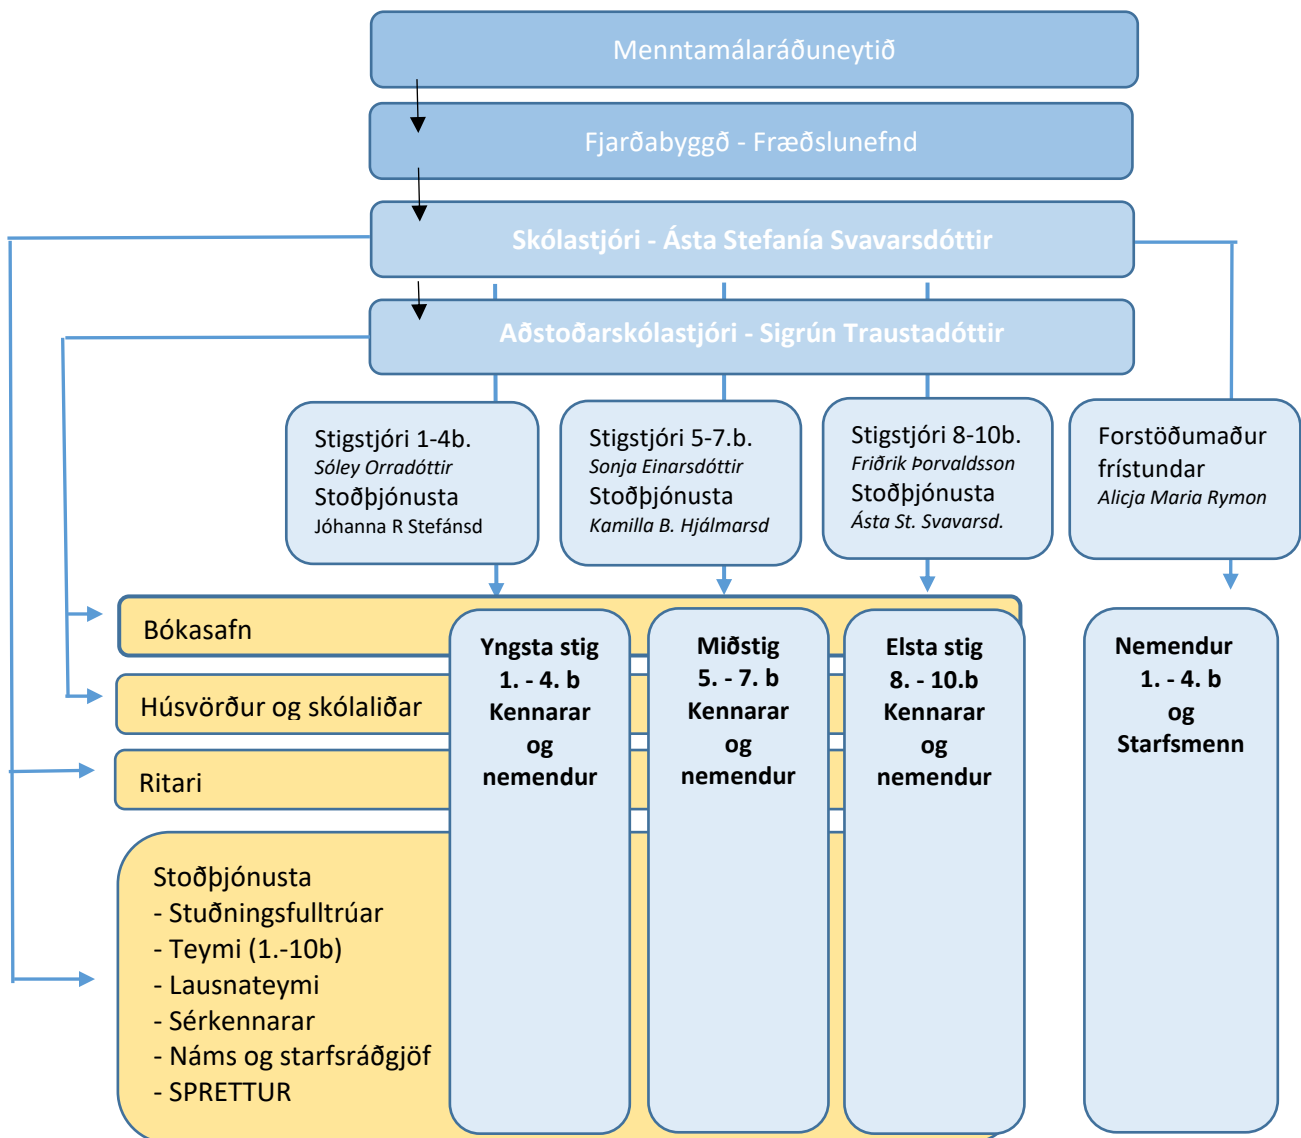 Menntamálaráðuneytið
Fjarðabyggð - Fræðslunefnd
Skólastjóri - Ásta Stefanía Svavarsdóttir
Aðstoðarskólastjóri - Sigrún Traustadóttir
Stigstjóri 1-4b.
Sóley Orradóttir
Stoðþjónusta
Jóhanna R Stefánsd
Stigstjóri 5-7.b.
Sonja Einarsdóttir
Stoðþjónusta
Kamilla B. Hjálmarsd
Stigstjóri 8-10b.
Friðrik Þorvaldsson
Stoðþjónusta
Ásta St. Svavarsd.
Forstöðumaður
frístundar
Alicja Maria Rymon
Bókasafn
Húsvörður og skólaliðar
Ritari
Stoðþjónusta
- Stuðningsfulltrúar
- Teymi (1.-10b)
- Lausnateymi
- Sérkennarar
- Náms og starfsráðgjöf
- SPRETTUR
Yngsta stig
1. - 4. b
Kennarar
og
nemendur
Miðstig
5. - 7. b
Kennarar
og
nemendur
Elsta stig
8. - 10.b
Kennarar
og
nemendur
Nemendur
1. - 4. b
og
Starfsmenn